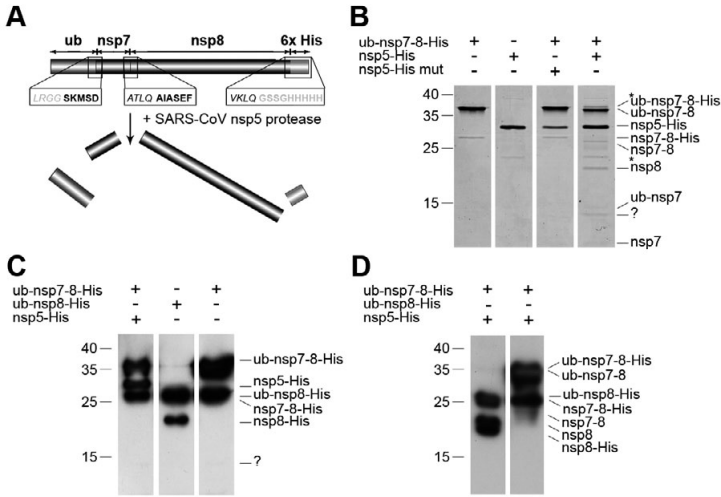 A
ub nsp7 nsp8 6x His
LRGG SKMSD ATLQ AIASEF VKLQ GSSGHHHHH
+ SARS-CoV nsp5 protease
B
ub-nsp7-8-His + - + +
nsp5-His - + - +
nsp5-His mut - - + -
40
35
25
15
*
ub-nsp7-8-His
ub-nsp7-8
nsp5-His
nsp7-8-His
nsp7-8
*
nsp8
ub-nsp7
?
nsp7
C
ub-nsp7-8-His + - +
ub-nsp8-His - + -
nsp5-His + - -
40
35
25
15
ub-nsp7-8-His
nsp5-His
ub-nsp8-His
nsp7-8-His
nsp8-His
?
D
ub-nsp7-8-His + +
ub-nsp8-His - -
nsp5-His + +
40
35
25
15
ub-nsp7-8-His
ub-nsp7-8
ub-nsp8-His
nsp7-8-His
nsp7-8
nsp8
nsp8-His